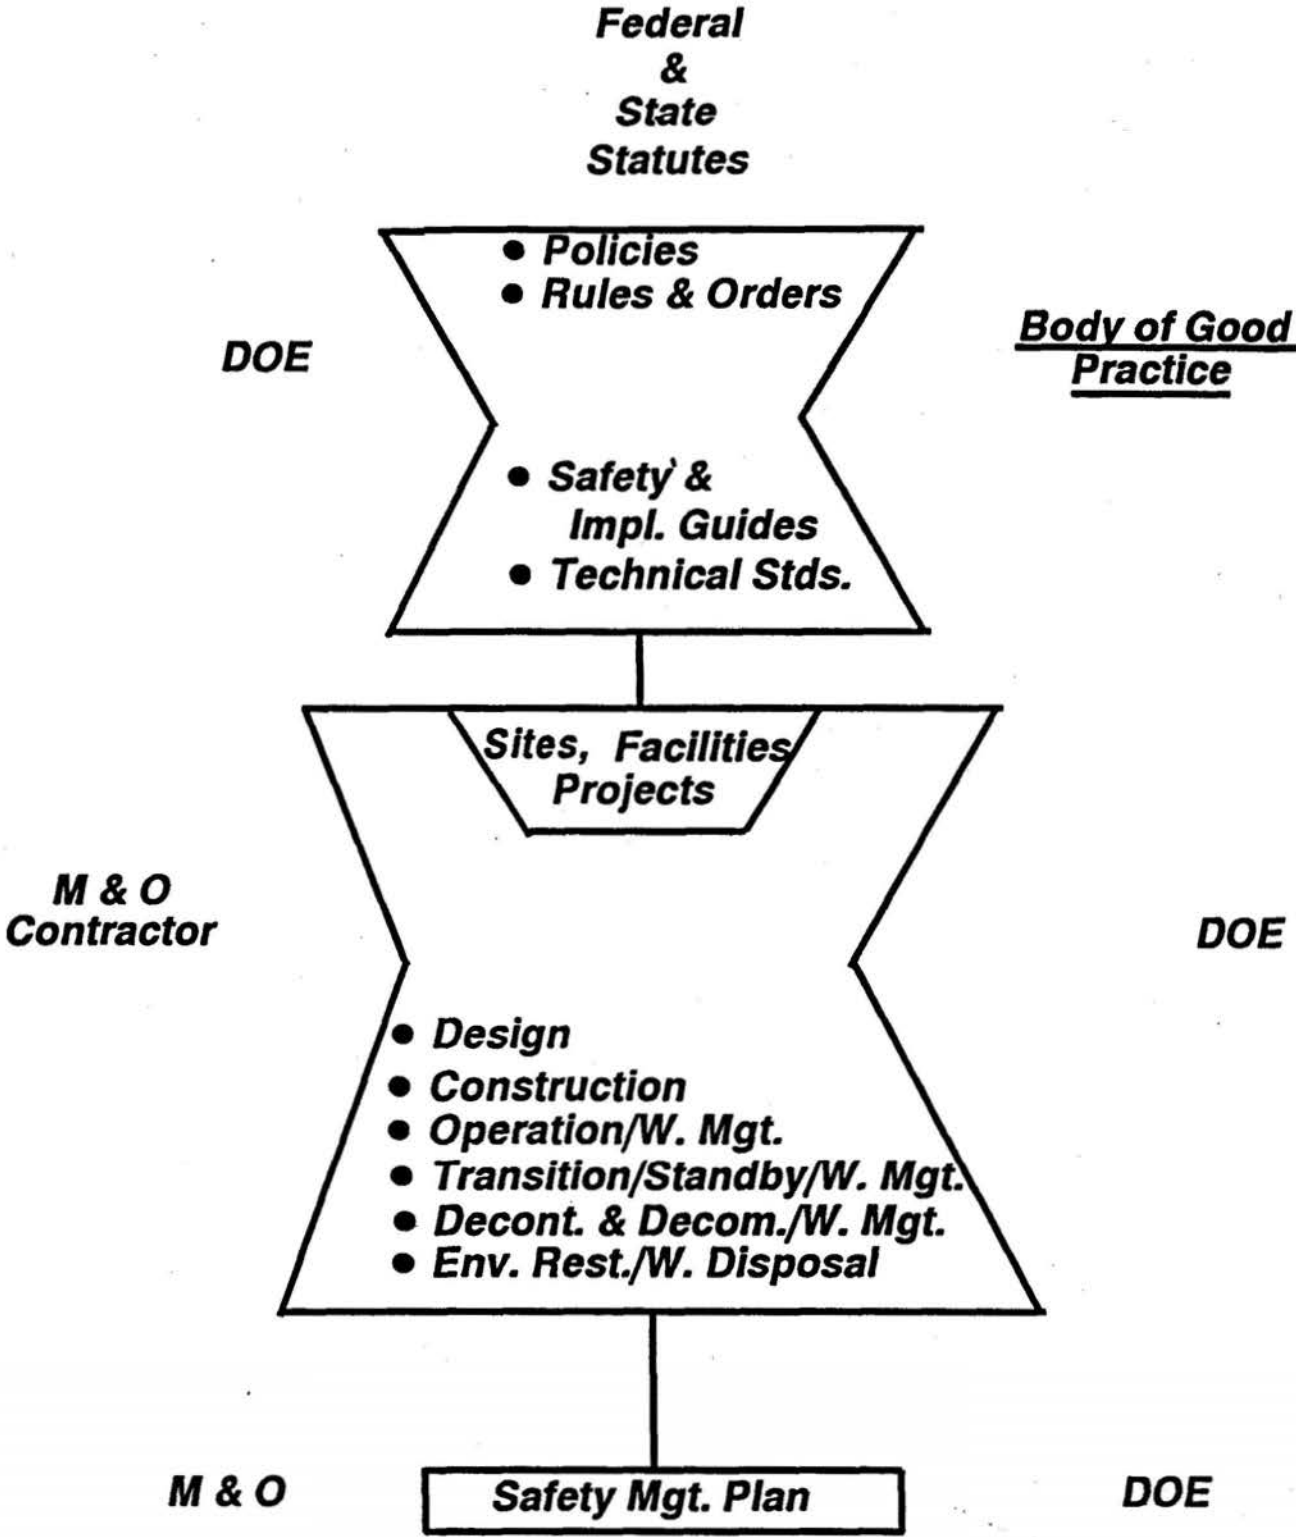 Federal
&
State
Statutes
● Policies
● Rules & Orders
DOE
Body of Good
Practice
● Safety &
Impl. Guides
● Technical Stds.
Sites, Facilities
Projects
M & O
Contractor
DOE
● Design
● Construction
● Operation/W. Mgt.
● Transition/Standby/W. Mgt.
● Decont. & Decom./W. Mgt.
● Env. Rest./W. Disposal
M & O
Safety Mgt. Plan
DOE